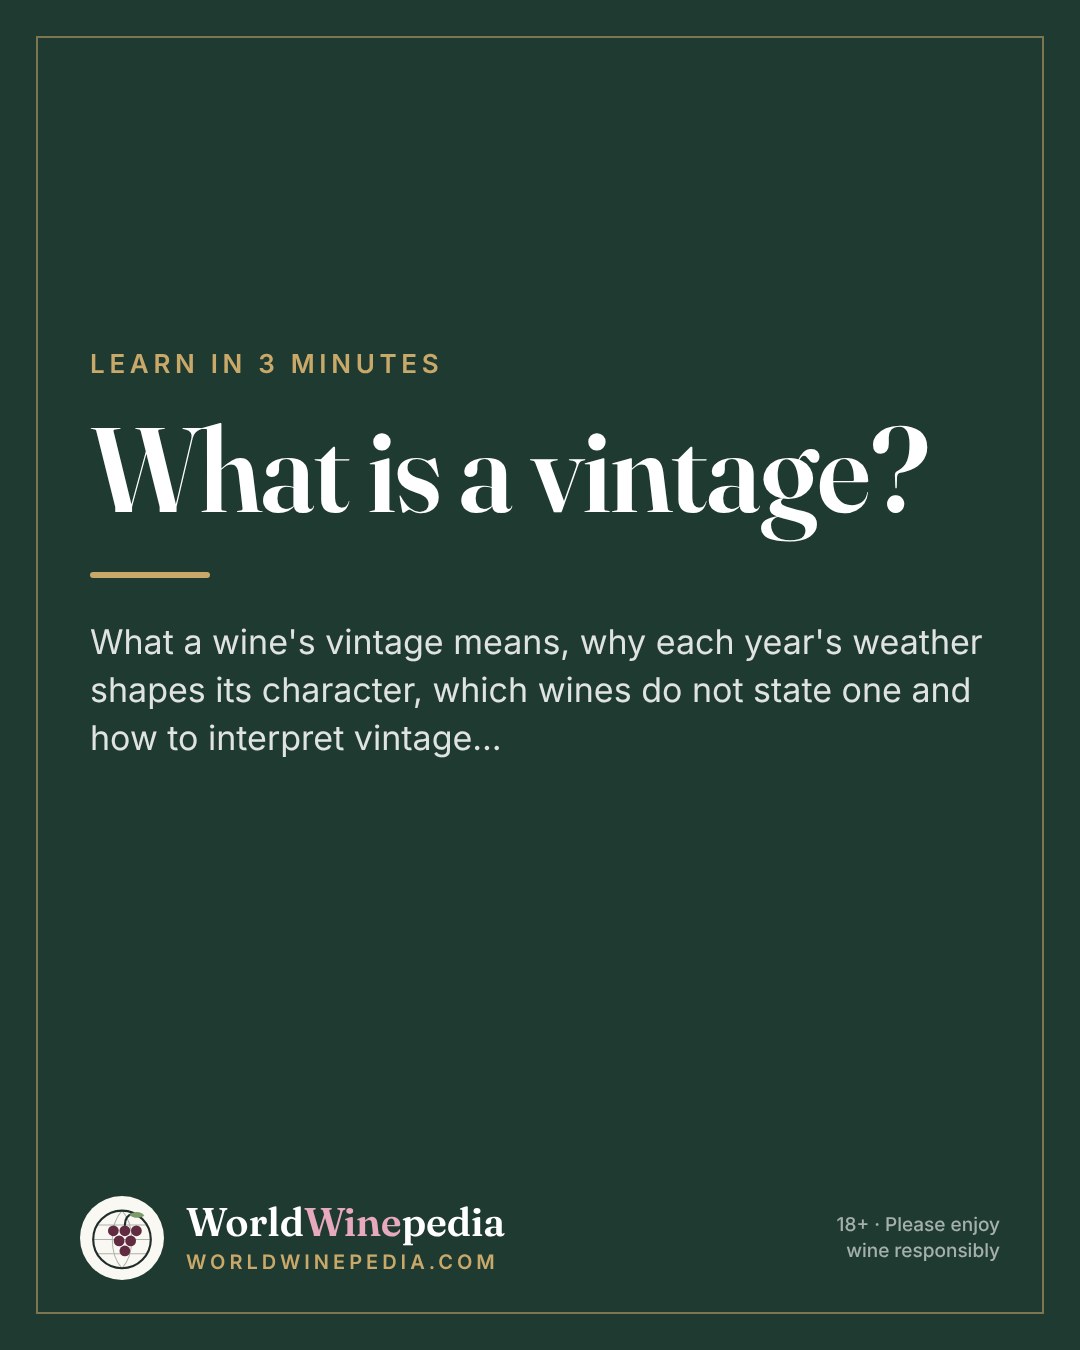 LEARN IN 3 MINUTES
What is a vintage?
What a wine's vintage means, why each year's weather
shapes its character, which wines do not state one and
how to interpret vintage...
WorldWinepedia
WORLDWINEPEDIA.COM
18+ · Please enjoy
wine responsibly